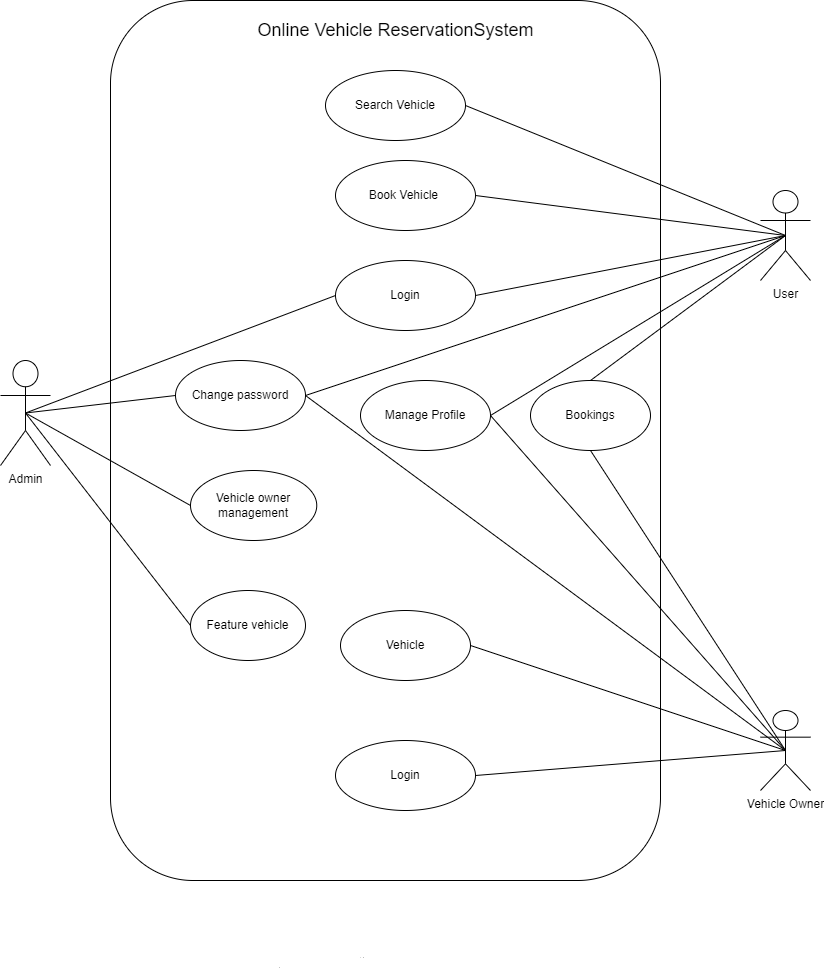 Online Vehicle ReservationSystem
Search Vehicle
Book Vehicle
Login
User
Change password
Manage Profile
Bookings
Admin
Vehicle owner
management
Feature vehicle
Vehicle
Login
Vehicle Owner